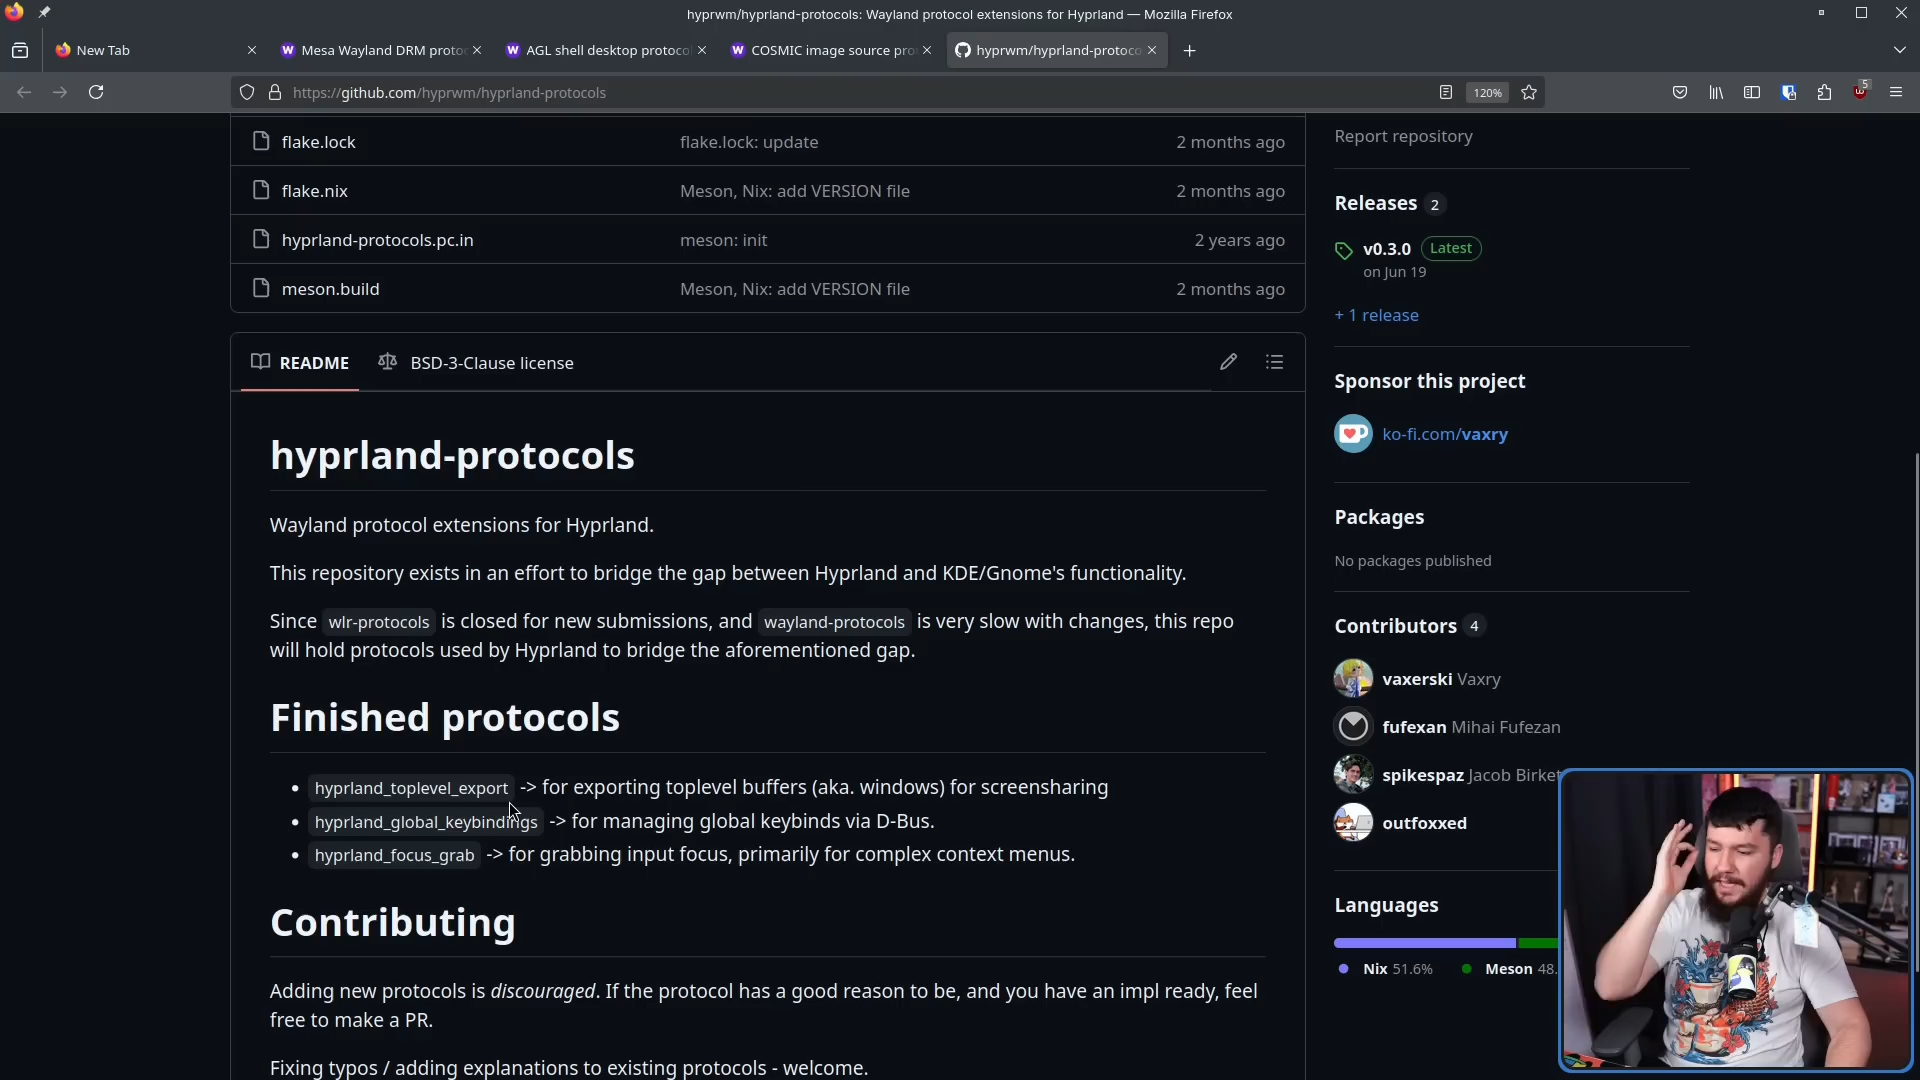 hyprwm/hyprland-protocols: Wayland protocol extensions for Hyprland — Mozilla Firefox
New Tab
Mesa Wayland DRM proto
AGL shell desktop protocol
COSMIC image source pro
hyprwm/hyprland-protoco
https://github.com/hyprwm/hyprland-protocols
120%
5
flake.lock
flake.lock: update
2 months ago
flake.nix
Meson, Nix: add VERSION file
2 months ago
hyprland-protocols.pc.in
meson: init
2 years ago
meson.build
Meson, Nix: add VERSION file
2 months ago
README
BSD-3-Clause license
hyprland-protocols
Wayland protocol extensions for Hyprland.
This repository exists in an effort to bridge the gap between Hyprland and KDE/Gnome's functionality.
Since wlr-protocols is closed for new submissions, and wayland-protocols is very slow with changes, this repo
will hold protocols used by Hyprland to bridge the aforementioned gap.
Finished protocols
hyprland_toplevel_export -> for exporting toplevel buffers (aka. windows) for screensharing
hyprland_global_keybindings -> for managing global keybinds via D-Bus.
hyprland_focus_grab -> for grabbing input focus, primarily for complex context menus.
Contributing
Adding new protocols is discouraged. If the protocol has a good reason to be, and you have an impl ready, feel
free to make a PR.
Fixing typos / adding explanations to existing protocols - welcome.
Report repository
Releases 2
v0.3.0 Latest
on Jun 19
+ 1 release
Sponsor this project
ko-fi.com/vaxry
Packages
No packages published
Contributors 4
vaxerski Vaxry
fufexan Mihai Fufezan
spikespaz Jacob Birket
outfoxxed
Languages
Nix 51.6%
Meson 48.